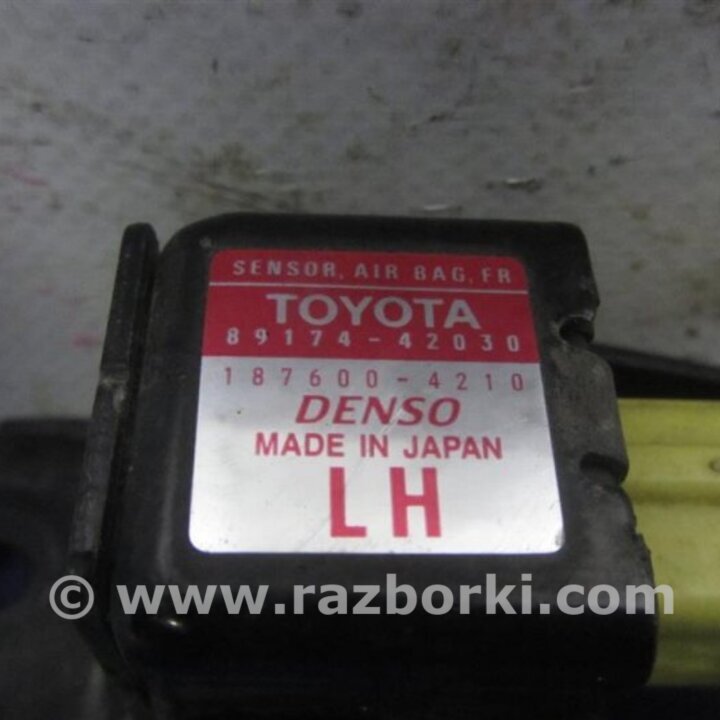 SENSOR, AIR BAG, FR
TOYOTA
89174-42030
187600-4210
DENSO
MADE IN JAPAN
LH
© www.razborki.com